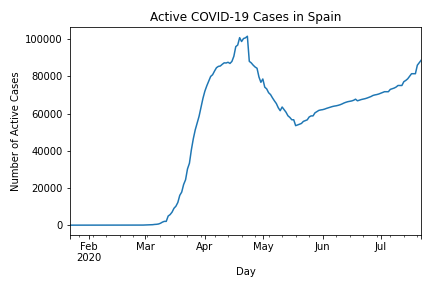 Active COVID-19 Cases in Spain
Number of Active Cases
100000
80000
60000
40000
20000
0
Feb Mar Apr May Jun Jul
2020
Day